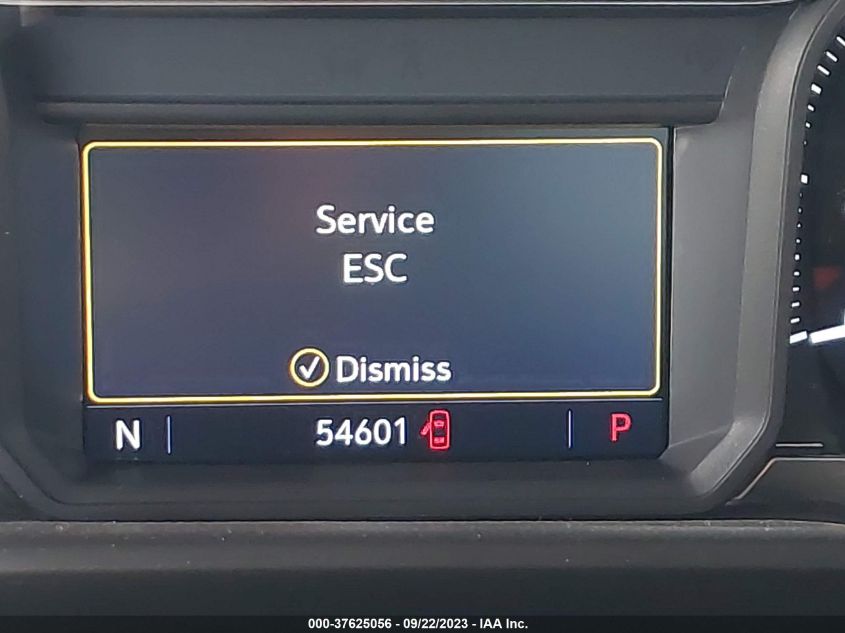 Service
ESC
Dismiss
N 54601 P
000-37625056 - 09/22/2023 - IAA Inc.